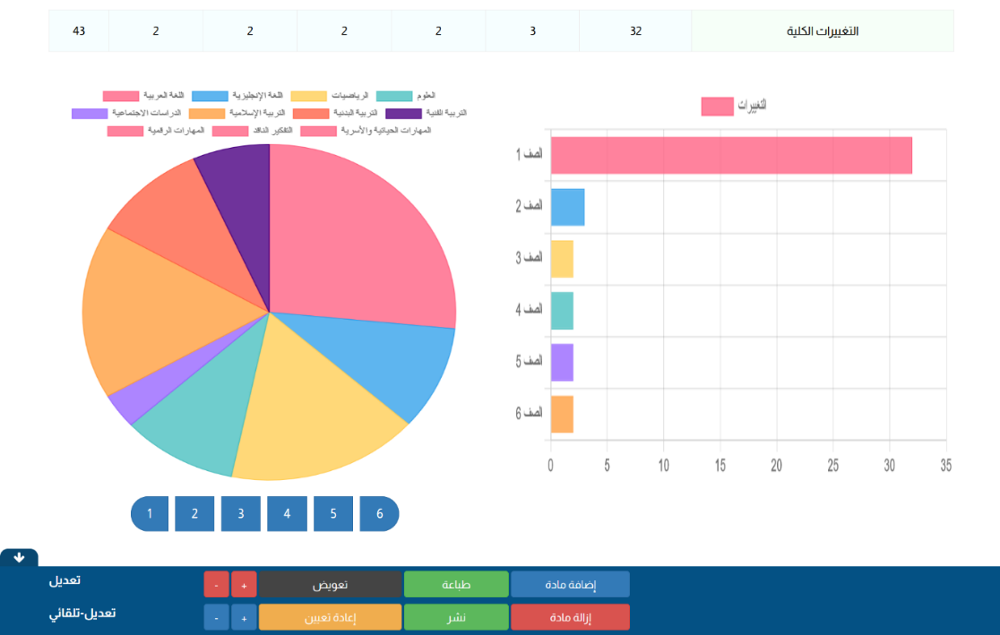 التغييرات الكلية 32 3 2 2 2 2 43
اللغة العربية اللغة الإنجليزية الرياضيات العلوم
الدراسات الاجتماعية التربية الإسلامية التربية البدنية التربية الفنية
المهارات الرقمية التفكير الناقد المهارات الحياتية والأسرية
1 2 3 4 5 6
التغييرات
الصف 1
الصف 2
الصف 3
الصف 4
الصف 5
الصف 6
0 5 10 15 20 25 30 35
تعديل - + تعويض طباعة إضافة مادة
تعديل-تلقائي - + إعادة تعيين نشر إزالة مادة